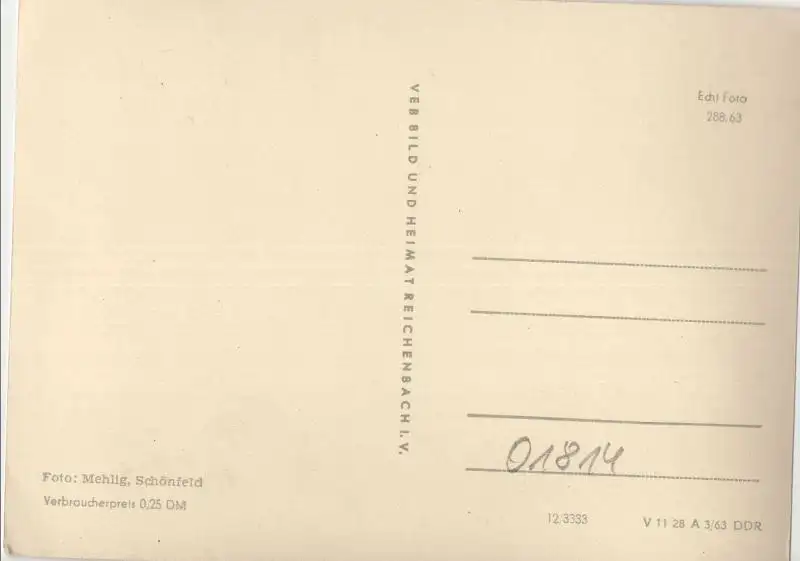 Foto: Mehlig, Schönfeld
Verbraucherpreis 0,25 DM
VEB BILD UND HEIMAT REICHENBACH I. V.
Echt Foto
288.63
01814
12/3333
V 11 28 A 3/63 DDR